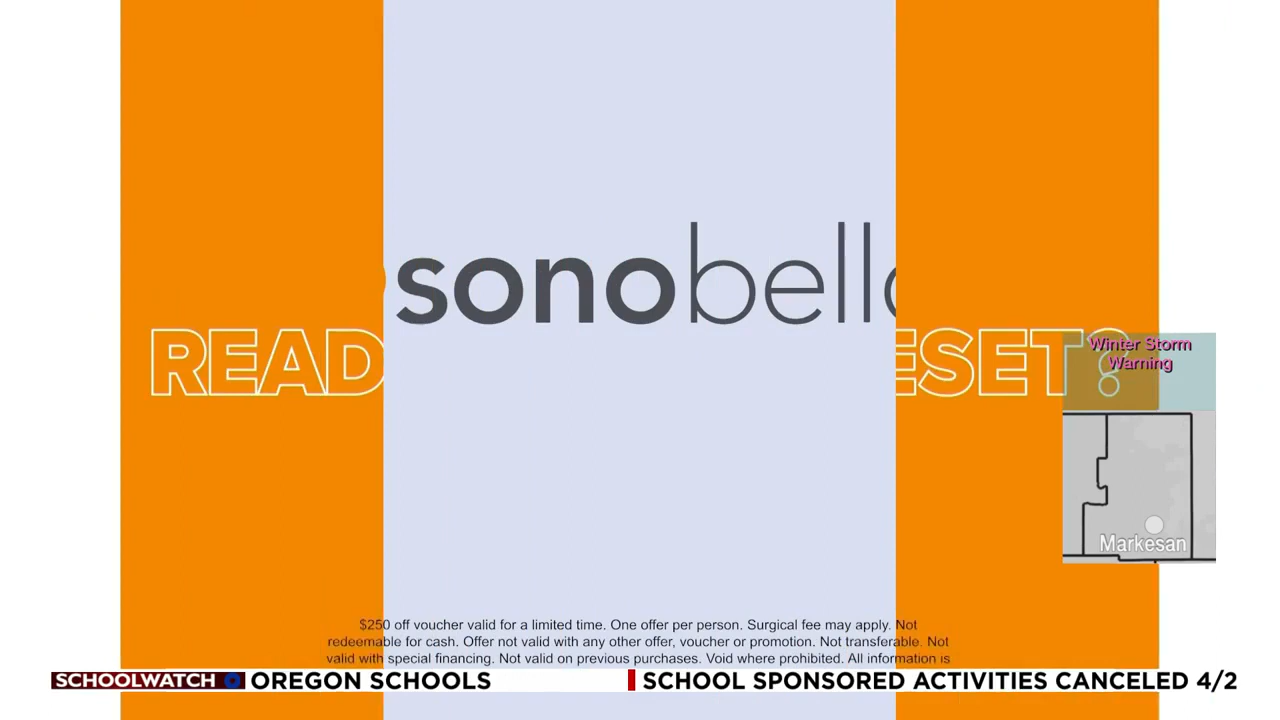 sonobell
READ
ESET?
Winter Storm
Warning
Markesan
$250 off voucher valid for a limited time. One offer per person. Surgical fee may apply. Not
redeemable for cash. Offer not valid with any other offer, voucher or promotion. Not transferable. Not
valid with special financing. Not valid on previous purchases. Void where prohibited. All information is
SCHOOLWATCH OREGON SCHOOLS SCHOOL SPONSORED ACTIVITIES CANCELED 4/2